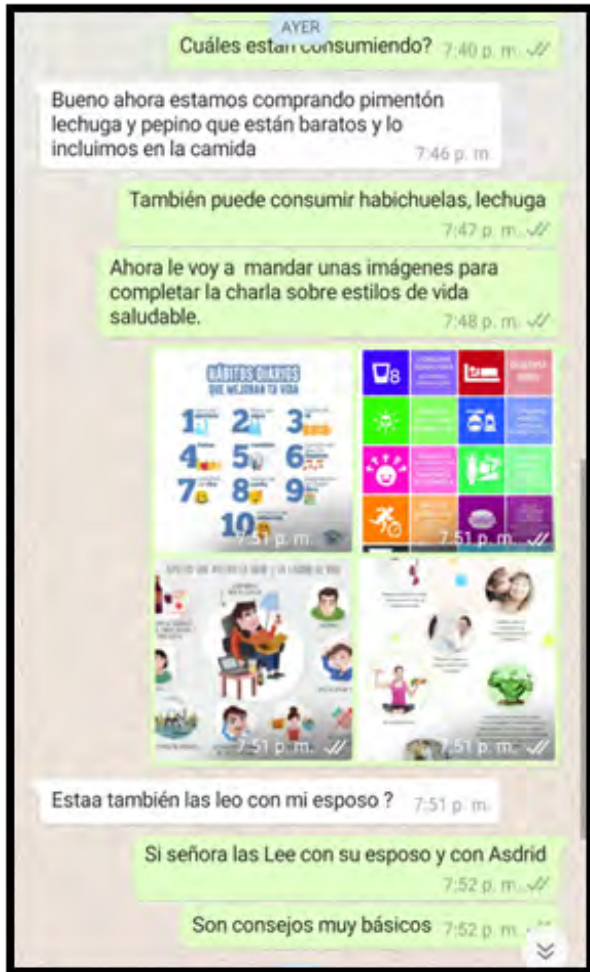 AYER
Cuáles están consumiendo? 7:40 p. m.
Bueno ahora estamos comprando pimentón
lechuga y pepino que están baratos y lo
incluimos en la camida
7:46 p. m.
También puede consumir habichuelas, lechuga
7:47 p. m.
Ahora le voy a mandar unas imágenes para
completar la charla sobre estilos de vida
saludable.
7:48 p. m.
HÁBITOS DIARIOS
QUE MEJORAN TU VIDA
1 2 3
4 5 6
7 8 9
10
7:51 p. m.
8
7:51 p. m.
7:51 p. m.
7:51 p. m.
Estaa también las leo con mi esposo ? 7:51 p. m.
Si señora las Lee con su esposo y con Asdrid
7:52 p. m.
Son consejos muy básicos 7:52 p. m.